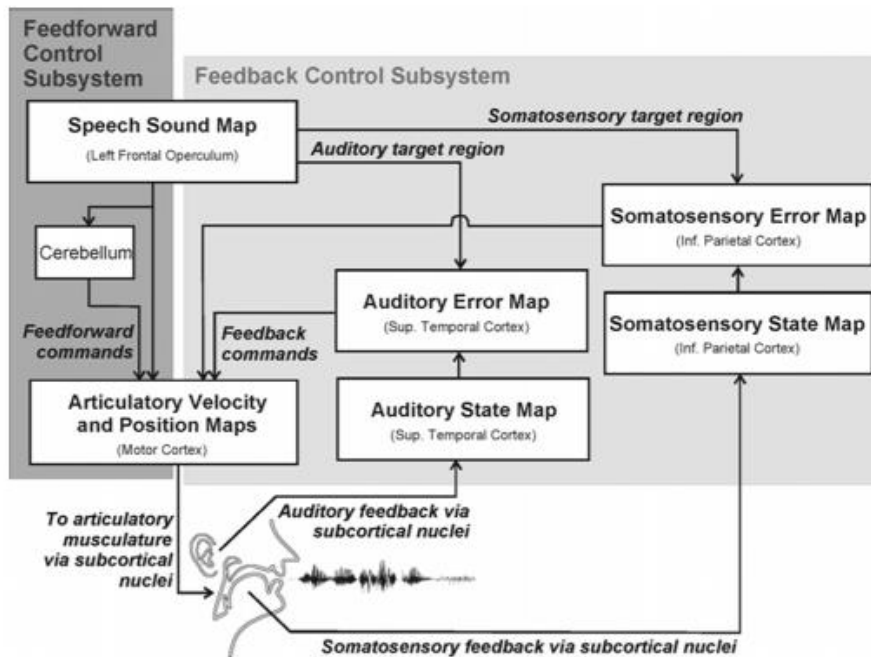 Feedforward
Control
Subsystem
Feedback Control Subsystem
Speech Sound Map
(Left Frontal Operculum)
Somatosensory target region
Auditory target region
Cerebellum
Somatosensory Error Map
(Inf. Parietal Cortex)
Auditory Error Map
(Sup. Temporal Cortex)
Somatosensory State Map
(Inf. Parietal Cortex)
Feedforward
commands
Feedback
commands
Articulatory Velocity
and Position Maps
(Motor Cortex)
Auditory State Map
(Sup. Temporal Cortex)
To articulatory
musculature
via subcortical
nuclei
Auditory feedback via
subcortical nuclei
Somatosensory feedback via subcortical nuclei